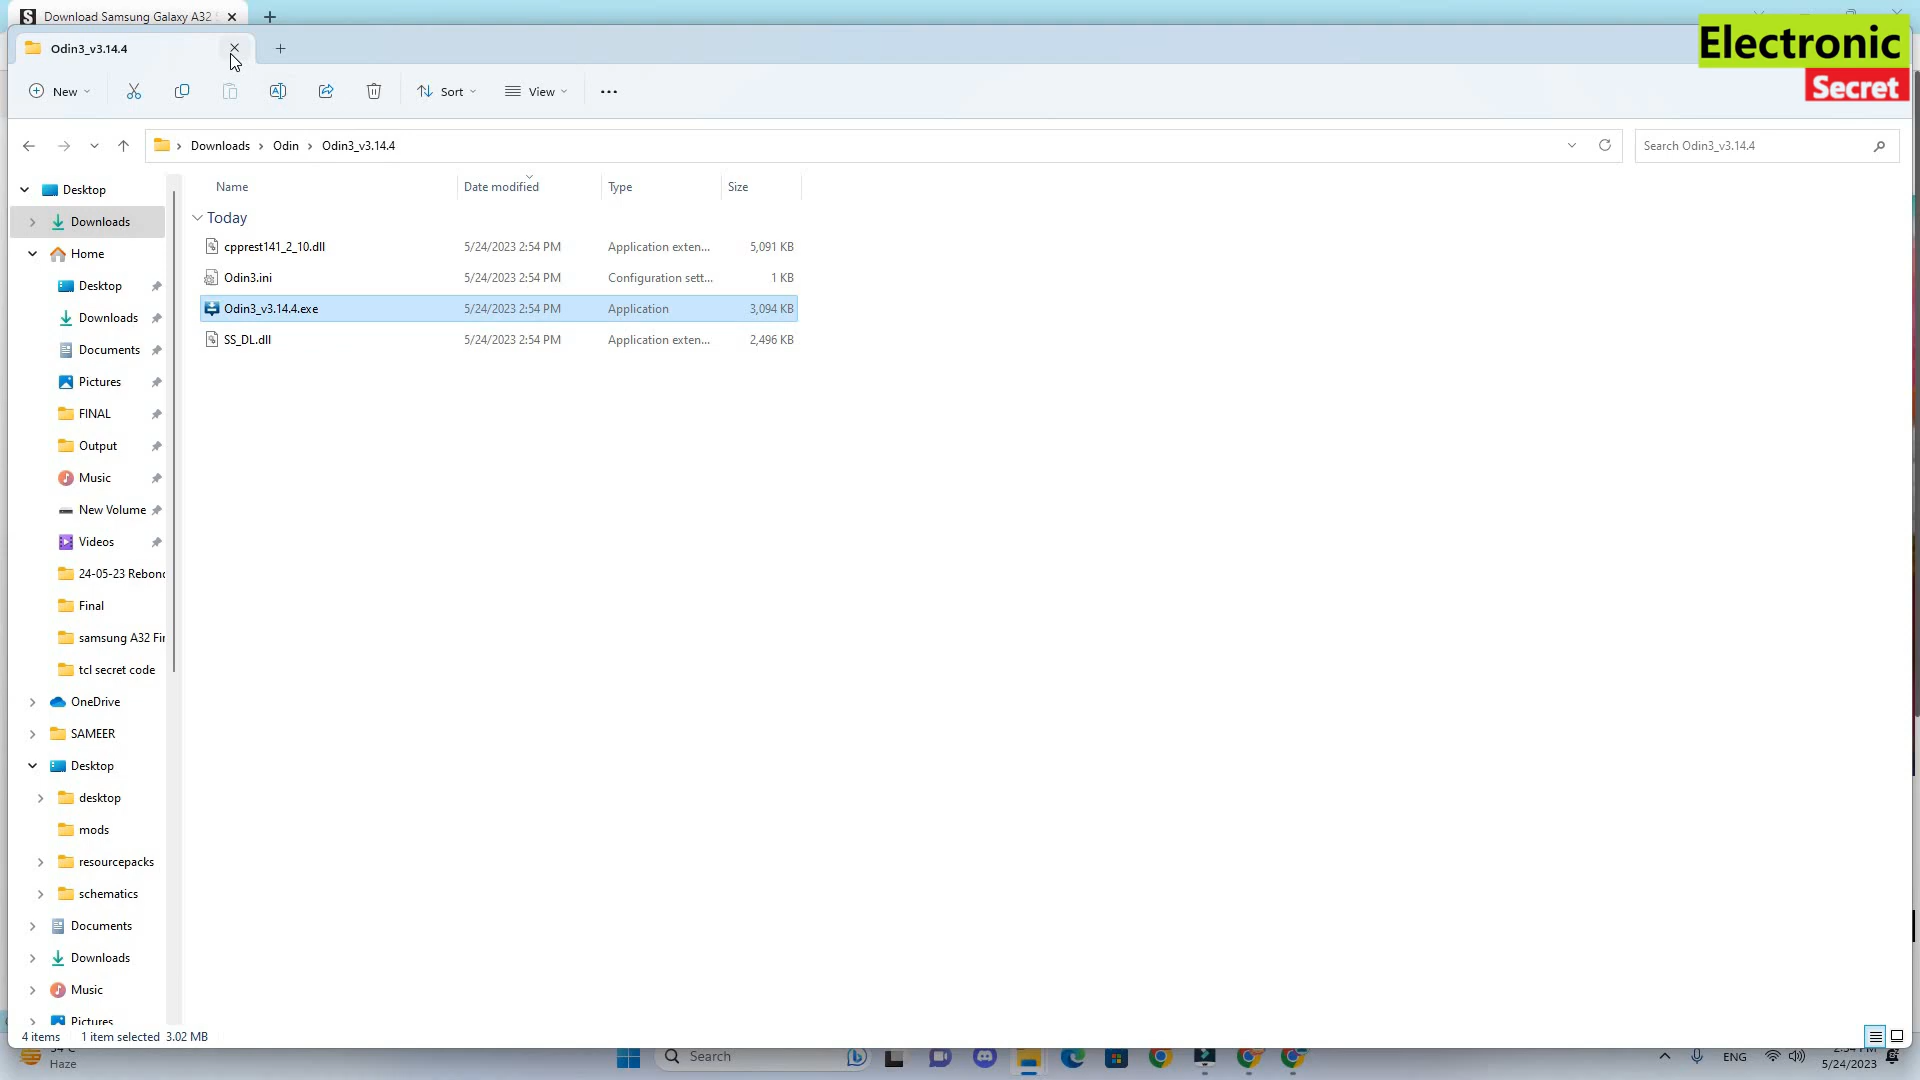 Download Samsung Galaxy A32
Electronic
Secret
Odin3_v3.14.4
New
Sort
View
Downloads
Odin
Odin3_v3.14.4
Search Odin3_v3.14.4
Desktop
Downloads
Home
Desktop
Downloads
Documents
Pictures
FINAL
Output
Music
New Volume
Videos
24-05-23 Rebonc
Final
samsung A32 Fir
tcl secret code
OneDrive
SAMEER
Desktop
desktop
mods
resourcepacks
schematics
Documents
Downloads
Music
Pictures
Name Date modified Type Size
Today
cpprest141_2_10.dll 5/24/2023 2:54 PM Application exten... 5,091 KB
Odin3.ini 5/24/2023 2:54 PM Configuration sett... 1 KB
Odin3_v3.14.4.exe 5/24/2023 2:54 PM Application 3,094 KB
SS_DL.dll 5/24/2023 2:54 PM Application exten... 2,496 KB
4 items 1 item selected 3.02 MB
Haze
Search
ENG
2:54 PM
5/24/2023